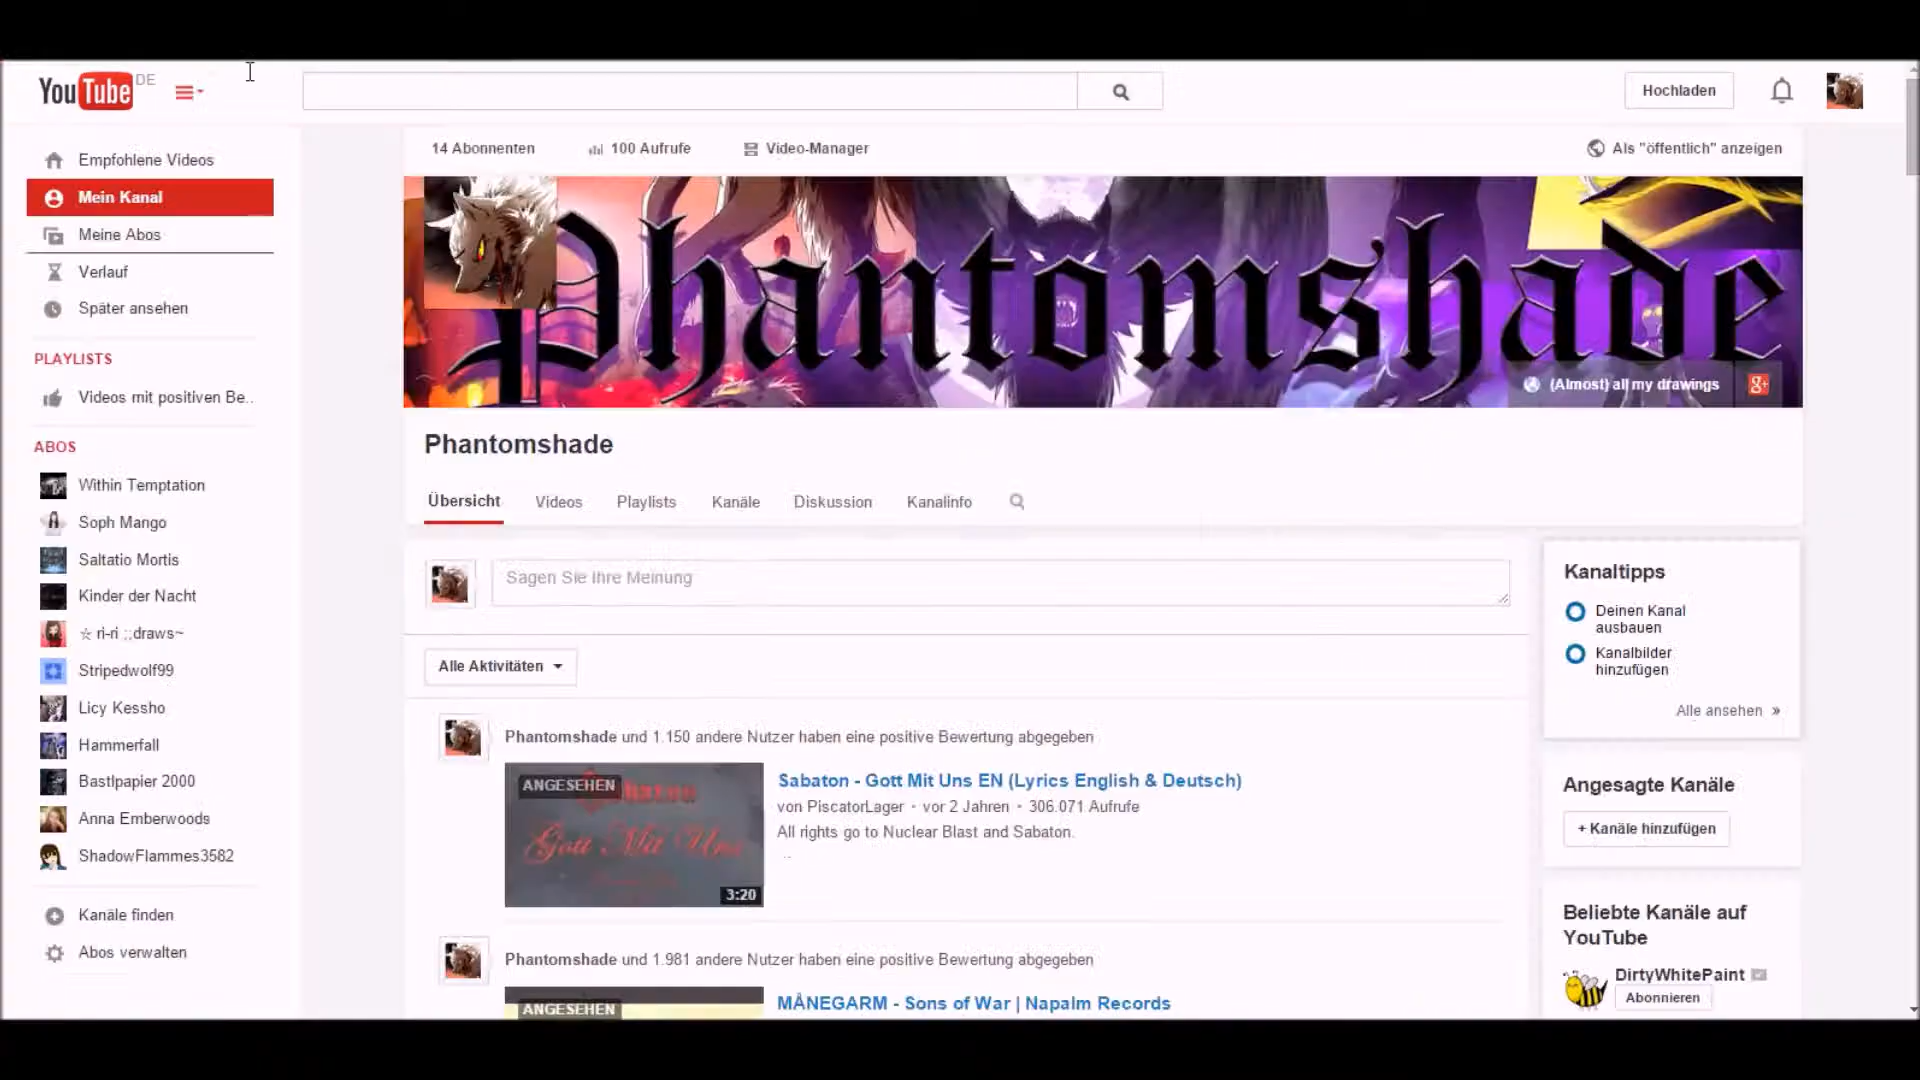 YouTube DE
Hochladen
Empfohlene Videos
Mein Kanal
Meine Abos
Verlauf
Später ansehen
PLAYLISTS
Videos mit positiven Be..
ABOS
Within Temptation
Soph Mango
Saltatio Mortis
Kinder der Nacht
☆ ri-ri ;;draws~
Stripedwolf99
Licy Kessho
Hammerfall
Bastlpapier 2000
Anna Emberwoods
ShadowFlammes3582
Kanäle finden
Abos verwalten
14 Abonnenten
100 Aufrufe
Video-Manager
Als "öffentlich" anzeigen
Phantomshade
(Almost) all my drawings
g+
Phantomshade
Übersicht
Videos
Playlists
Kanäle
Diskussion
Kanalinfo
Sagen Sie Ihre Meinung
Alle Aktivitäten
Phantomshade und 1.150 andere Nutzer haben eine positive Bewertung abgegeben
ANGESEHEN
Sabaton
Gott Mit Uns
3:20
Sabaton - Gott Mit Uns EN (Lyrics English & Deutsch)
von PiscatorLager • vor 2 Jahren • 306.071 Aufrufe
All rights go to Nuclear Blast and Sabaton.
..
Phantomshade und 1.981 andere Nutzer haben eine positive Bewertung abgegeben
ANGESEHEN
MÅNEGARM - Sons of War | Napalm Records
Kanaltipps
Deinen Kanal
ausbauen
Kanalbilder
hinzufügen
Alle ansehen »
Angesagte Kanäle
+ Kanäle hinzufügen
Beliebte Kanäle auf
YouTube
DirtyWhitePaint
Abonnieren